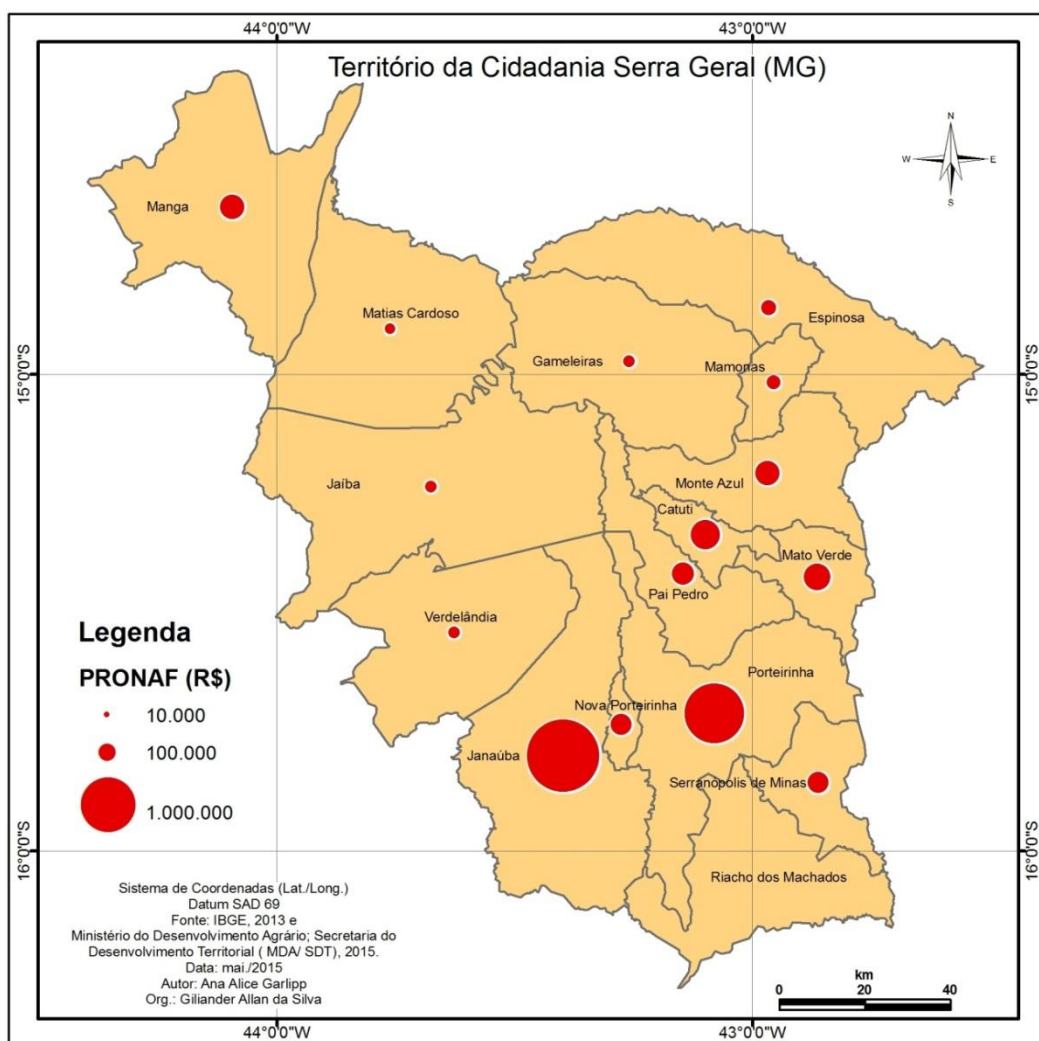 44°0'0"W
43°0'0"W
Território da Cidadania Serra Geral (MG)
N
W
E
S
Manga
Matias Cardoso
Espinosa
Gameleiras
Mamonas
15°0'0"S
15°0'0"S
Jaíba
Monte Azul
Catuti
Mato Verde
Pai Pedro
Verdelândia
Legenda
PRONAF (R$)
10.000
100.000
1.000.000
Porteirinha
Nova Porteirinha
Janaúba
Serranópolis de Minas
16°0'0"S
16°0'0"S
Riacho dos Machados
Sistema de Coordenadas (Lat./Long.)
Datum SAD 69
Fonte: IBGE, 2013 e
Ministério do Desenvolvimento Agrário; Secretaria do
Desenvolvimento Territorial ( MDA/ SDT), 2015.
Data: mai./2015
Autor: Ana Alice Garlipp
Org.: Giliander Allan da Silva
km
0 20 40
44°0'0"W
43°0'0"W